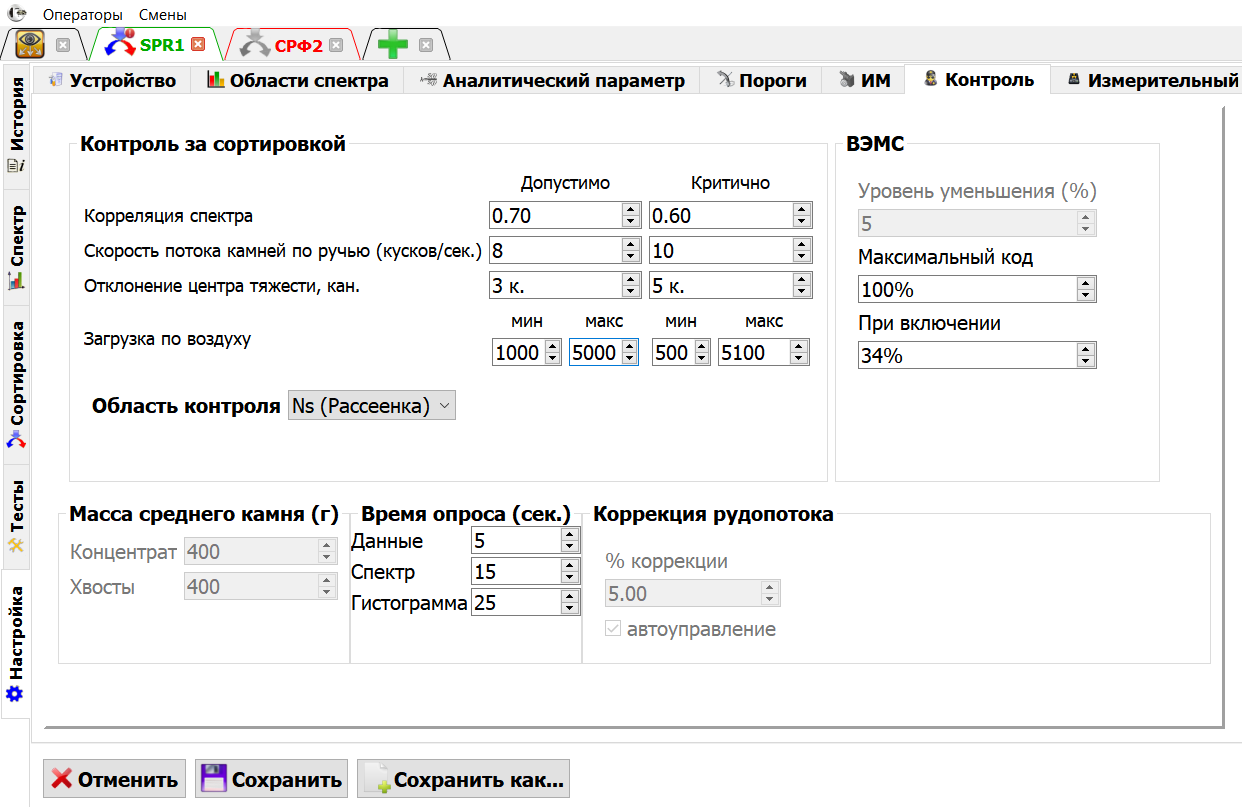 Операторы Смены
SPR1 СРФ2
Устройство Области спектра Аналитический параметр Пороги ИМ Контроль Измерительный
История
Спектр
Сортировка
Тесты
Настройка
Контроль за сортировкой
Допустимо Критично
Корреляция спектра 0.70 0.60
Скорость потока камней по ручью (кусков/сек.) 8 10
Отклонение центра тяжести, кан. 3 к. 5 к.
мин макс мин макс
Загрузка по воздуху 1000 5000 500 5100
Область контроля Ns (Рассеенка)
ВЭМС
Уровень уменьшения (%)
5
Максимальный код
100%
При включении
34%
Масса среднего камня (г)
Концентрат 400
Хвосты 400
Время опроса (сек.)
Данные 5
Спектр 15
Гистограмма 25
Коррекция рудопотока
% коррекции
5.00
автоуправление
Отменить Сохранить Сохранить как...